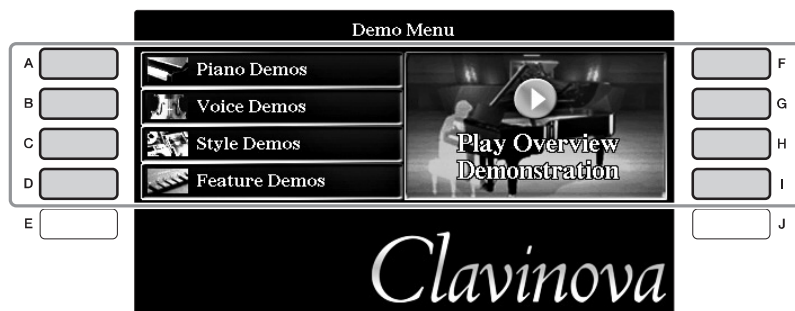 Demo Menu
A Piano Demos F
B Voice Demos G
C Style Demos H
D Feature Demos I
Play Overview
Demonstration
E J
Clavinova